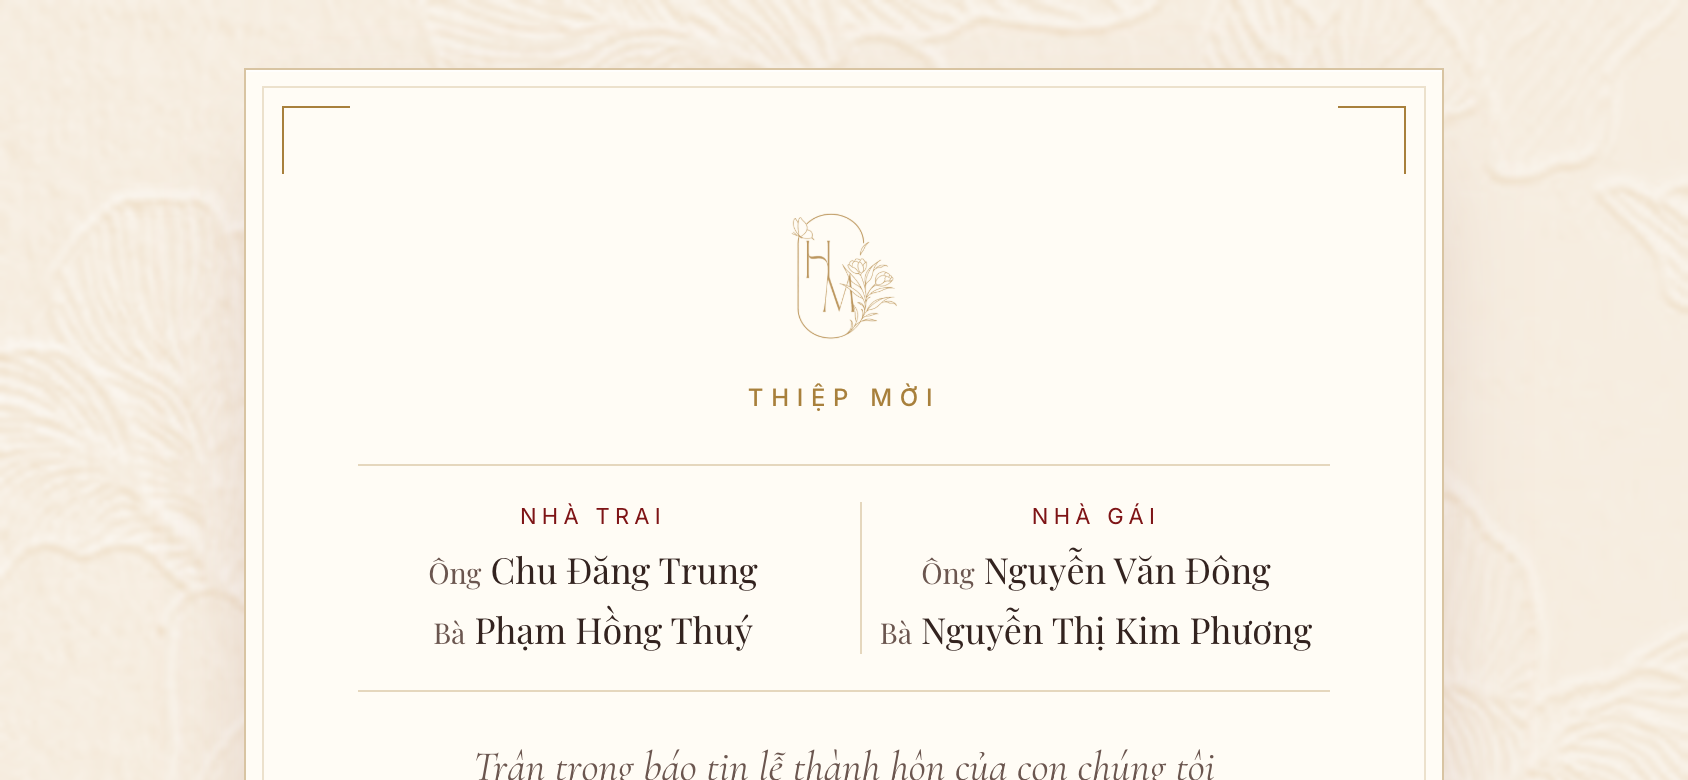 HM
THIỆP MỜI
NHÀ TRAI
Ông Chu Đăng Trung
Bà Phạm Hồng Thuý
NHÀ GÁI
Ông Nguyễn Văn Đông
Bà Nguyễn Thị Kim Phương
Trân trọng báo tin lễ thành hôn của con chúng tôi